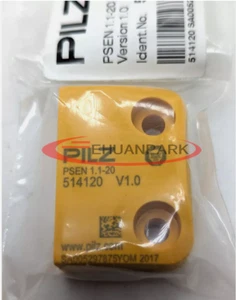 PILZ
PSEN 1.1-20
Version 1.0
Ident.No.
514120
EHUANPARK
PILZ
PSEN 1.1-20
514120 V1.0
www.pilz.com
2017